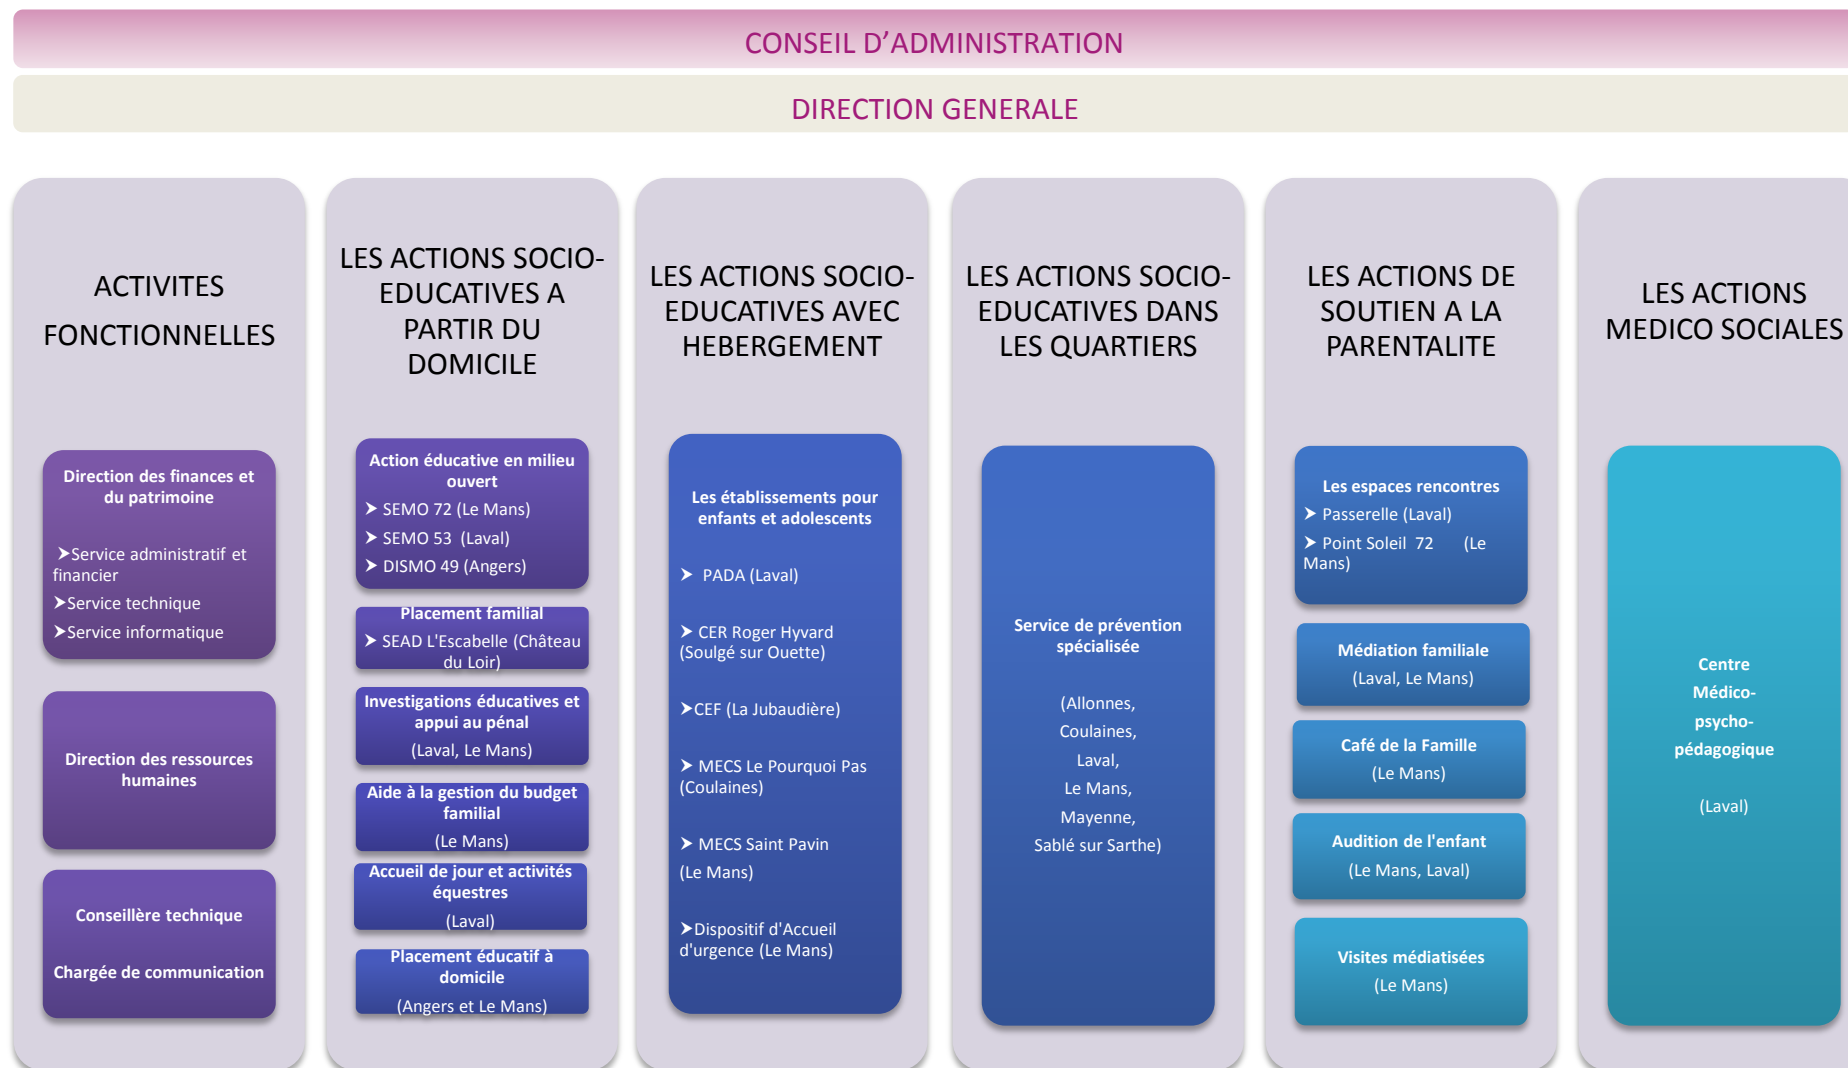 CONSEIL D’ADMINISTRATION
DIRECTION GENERALE
ACTIVITES
FONCTIONNELLES
Direction des finances et
du patrimoine
➤Service administratif et
financier
➤Service technique
➤Service informatique
Direction des ressources
humaines
Conseillère technique
Chargée de communication
LES ACTIONS SOCIO-
EDUCATIVES A
PARTIR DU
DOMICILE
Action éducative en milieu
ouvert
➤ SEMO 72 (Le Mans)
➤ SEMO 53 (Laval)
➤ DISMO 49 (Angers)
Placement familial
➤ SEAD L'Escabelle (Château
du Loir)
Investigations éducatives et
appui au pénal
(Laval, Le Mans)
Aide à la gestion du budget
familial
(Le Mans)
Accueil de jour et activités
équestres
(Laval)
Placement éducatif à
domicile
(Angers et Le Mans)
LES ACTIONS SOCIO-
EDUCATIVES AVEC
HEBERGEMENT
Les établissements pour
enfants et adolescents
➤ PADA (Laval)
➤ CER Roger Hyvard
(Soulgé sur Ouette)
➤CEF (La Jubaudière)
➤ MECS Le Pourquoi Pas
(Coulaines)
➤ MECS Saint Pavin
(Le Mans)
➤Dispositif d'Accueil
d'urgence (Le Mans)
LES ACTIONS SOCIO-
EDUCATIVES DANS
LES QUARTIERS
Service de prévention
spécialisée
(Allonnes,
Coulaines,
Laval,
Le Mans,
Mayenne,
Sablé sur Sarthe)
LES ACTIONS DE
SOUTIEN A LA
PARENTALITE
Les espaces rencontres
➤ Passerelle (Laval)
➤ Point Soleil 72 (Le
Mans)
Médiation familiale
(Laval, Le Mans)
Café de la Famille
(Le Mans)
Audition de l'enfant
(Le Mans, Laval)
Visites médiatisées
(Le Mans)
LES ACTIONS
MEDICO SOCIALES
Centre
Médico-
psycho-
pédagogique
(Laval)